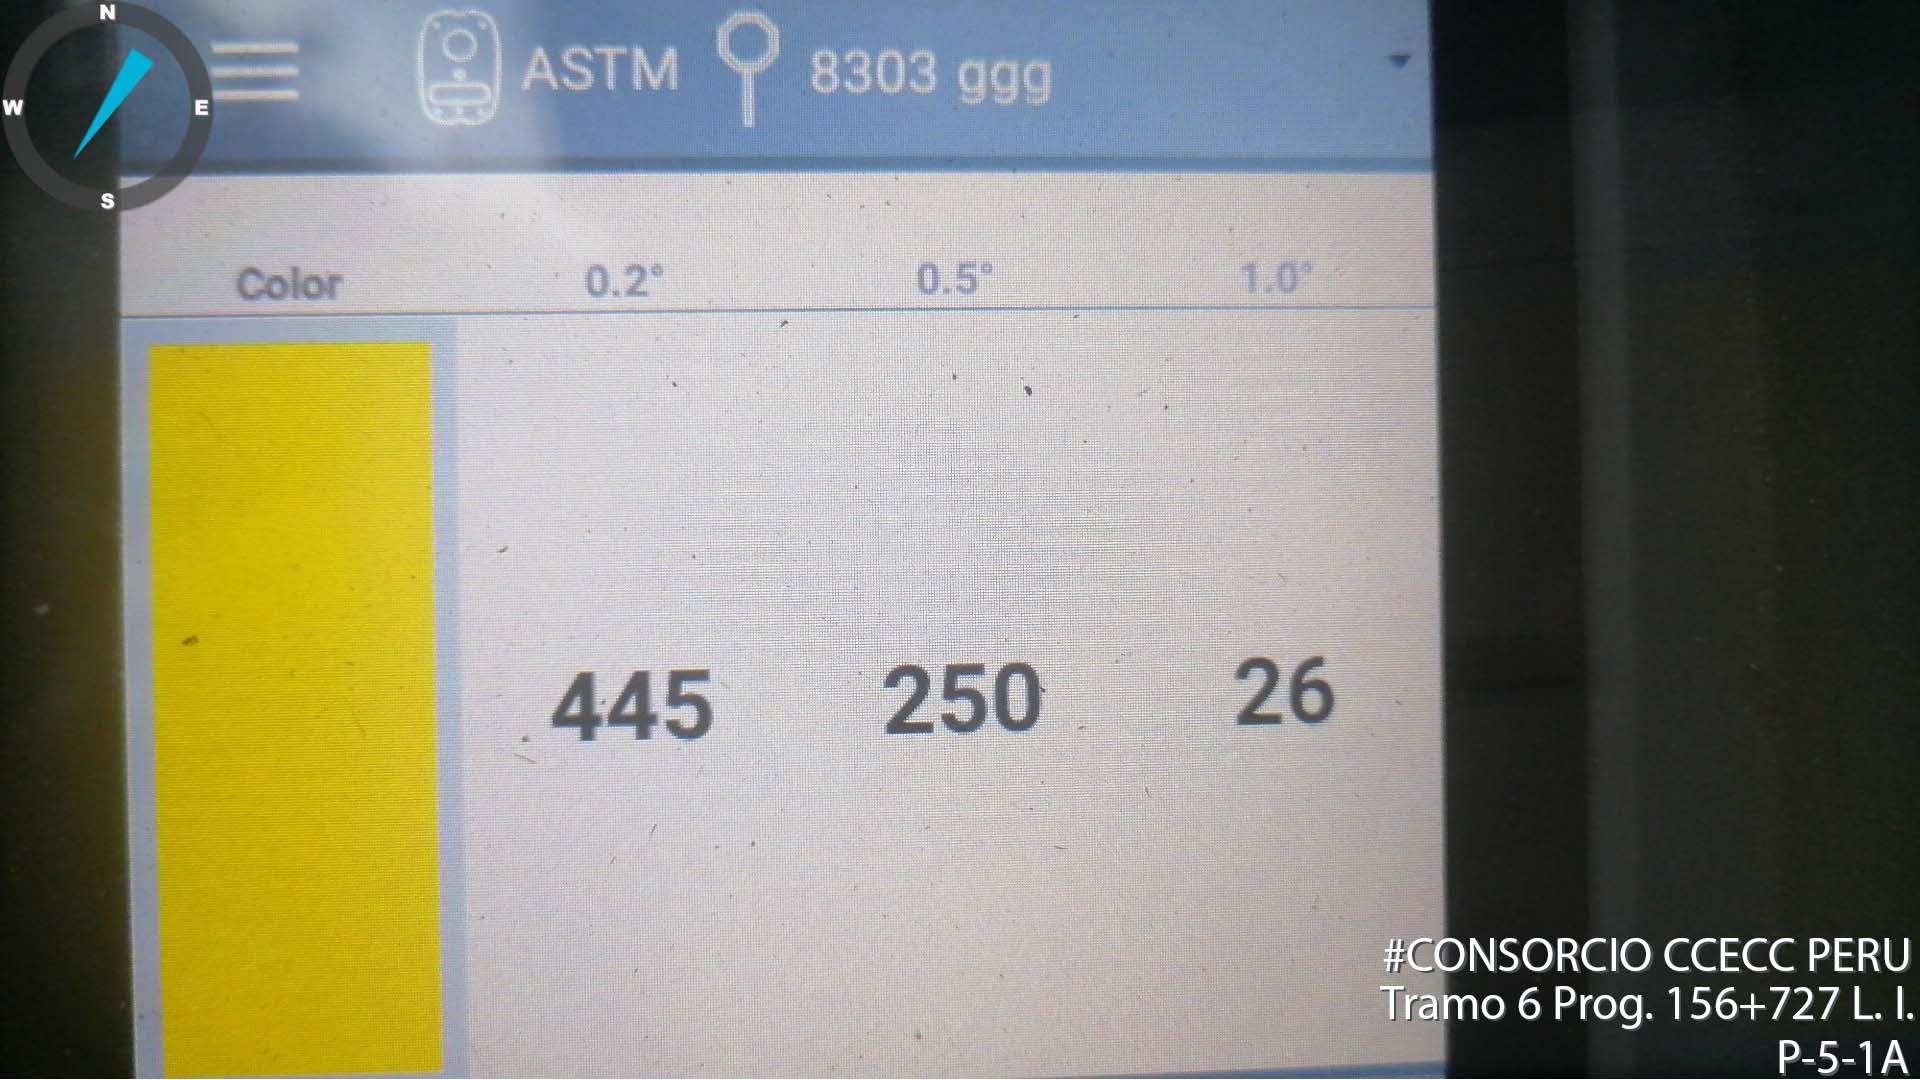 N
W E
S
ASTM 8303 ggg
Color 0.2° 0.5° 1.0°
445 250 26
#CONSORCIO CCECC PERU
Tramo 6 Prog. 156+727 L. I.
P-5-1A